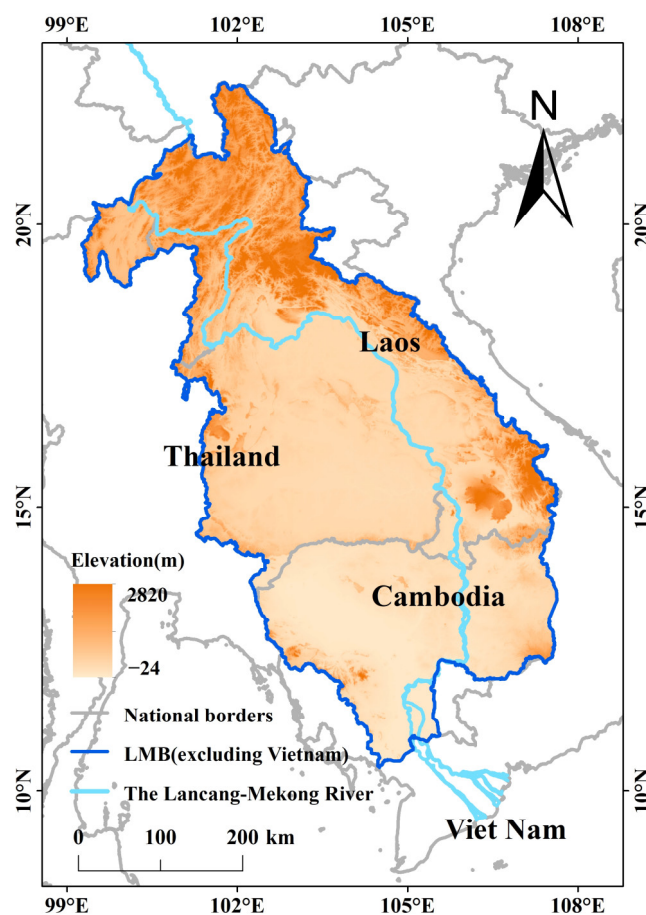 99°E 102°E 105°E 108°E
N
20°N 20°N
Laos
Thailand
15°N 15°N
Elevation(m)
2820
Cambodia
−24
National borders
LMB(excluding Vietnam)
The Lancang-Mekong River
10°N 10°N
Viet Nam
0 100 200 km
99°E 102°E 105°E 108°E